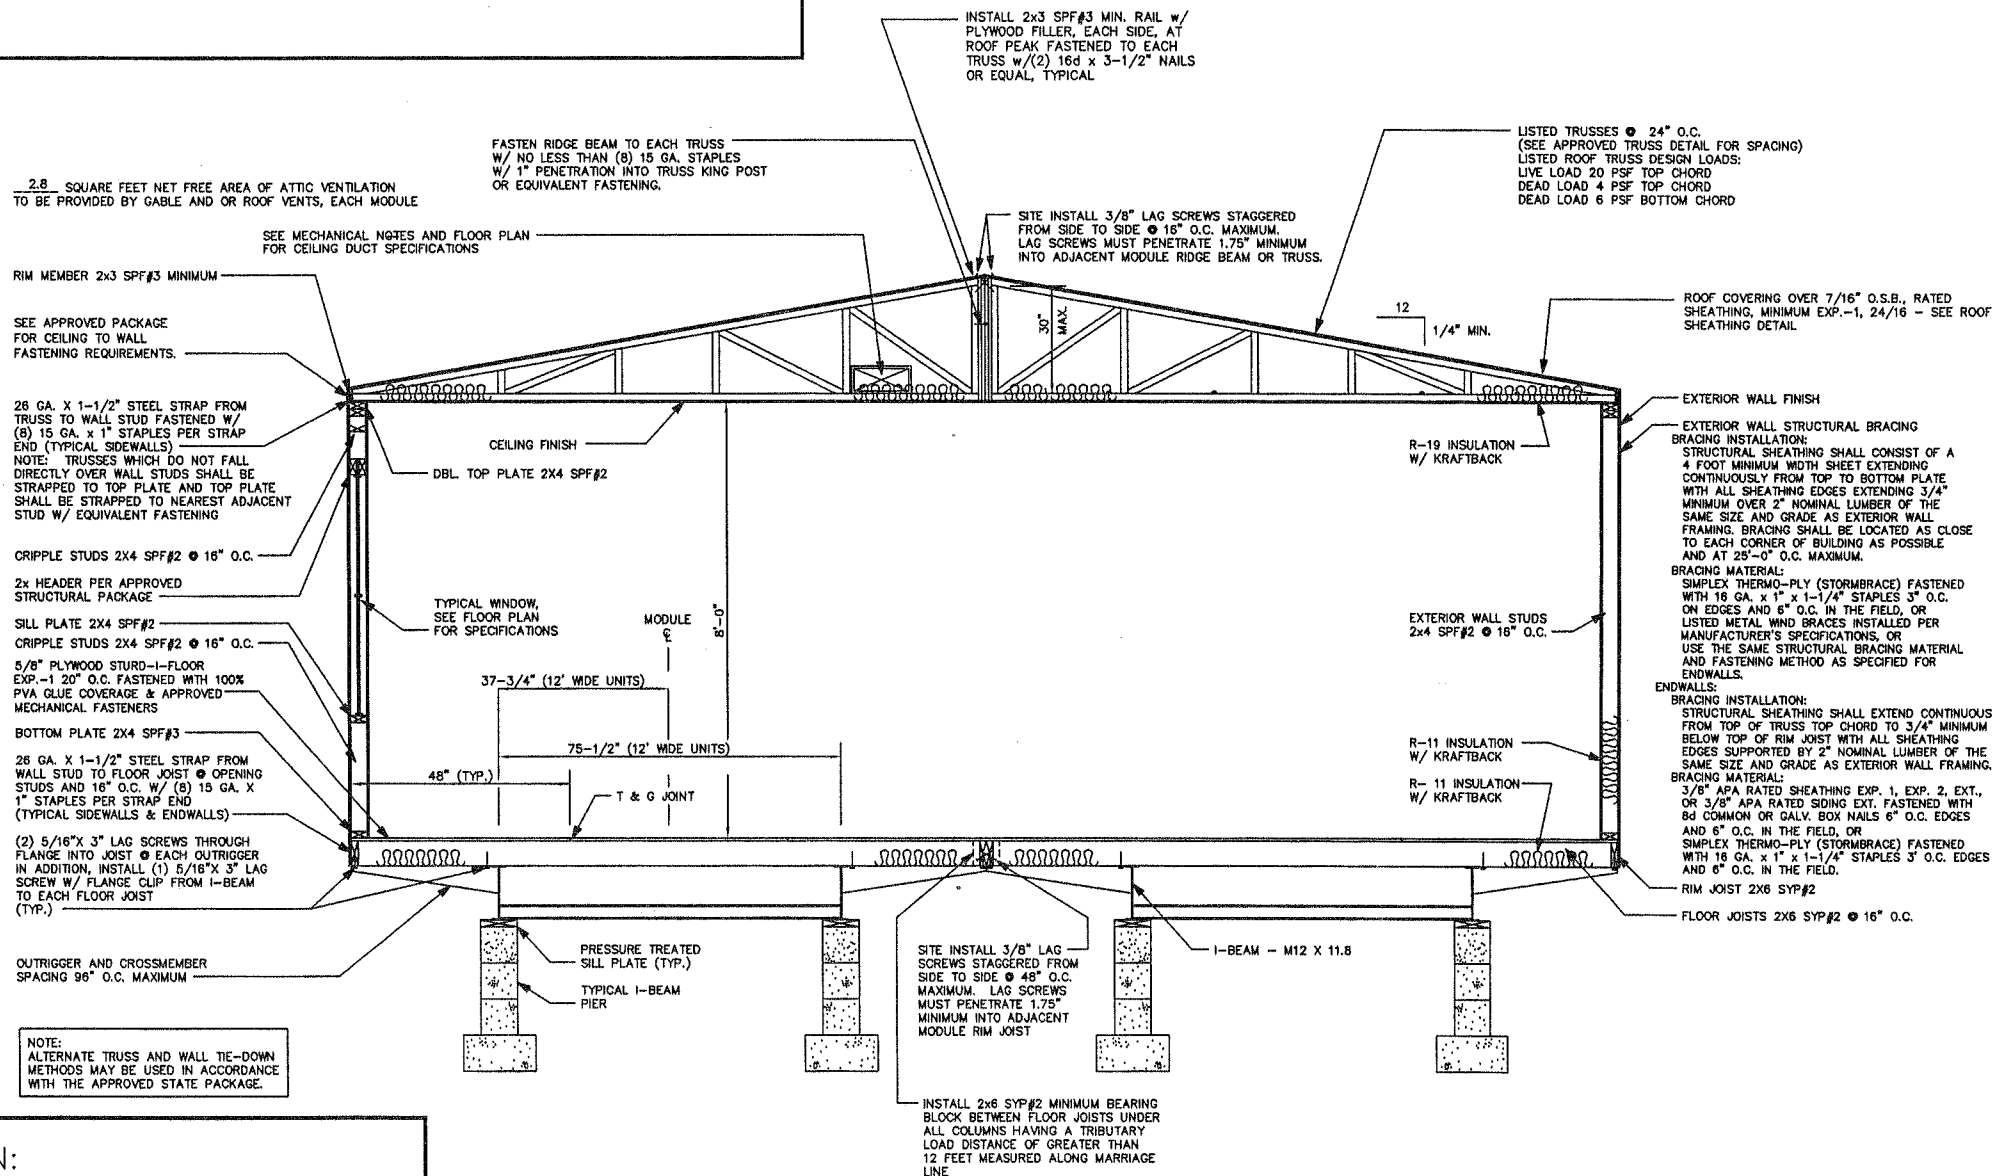 INSTALL 2x3 SPF#3 MIN. RAIL w/
PLYWOOD FILLER, EACH SIDE, AT
ROOF PEAK FASTENED TO EACH
TRUSS w/(2) 16d x 3-1/2" NAILS
OR EQUAL, TYPICAL
FASTEN RIDGE BEAM TO EACH TRUSS
W/ NO LESS THAN (8) 15 GA. STAPLES
W/ 1" PENETRATION INTO TRUSS KING POST
OR EQUIVALENT FASTENING.
LISTED TRUSSES @ 24" O.C.
(SEE APPROVED TRUSS DETAIL FOR SPACING)
LISTED ROOF TRUSS DESIGN LOADS:
LIVE LOAD 20 PSF TOP CHORD
DEAD LOAD 4 PSF TOP CHORD
DEAD LOAD 6 PSF BOTTOM CHORD
2.8 SQUARE FEET NET FREE AREA OF ATTIC VENTILATION
TO BE PROVIDED BY GABLE AND OR ROOF VENTS, EACH MODULE
SEE MECHANICAL NOTES AND FLOOR PLAN
FOR CEILING DUCT SPECIFICATIONS
SITE INSTALL 3/8" LAG SCREWS STAGGERED
FROM SIDE TO SIDE @ 16" O.C. MAXIMUM.
LAG SCREWS MUST PENETRATE 1.75" MINIMUM
INTO ADJACENT MODULE RIDGE BEAM OR TRUSS.
RIM MEMBER 2x3 SPF#3 MINIMUM
SEE APPROVED PACKAGE
FOR CEILING TO WALL
FASTENING REQUIREMENTS.
30"
MAX.
12
1/4" MIN.
ROOF COVERING OVER 7/16" O.S.B., RATED
SHEATHING, MINIMUM EXP.-1, 24/16 - SEE ROOF
SHEATHING DETAIL
26 GA. X 1-1/2" STEEL STRAP FROM
TRUSS TO WALL STUD FASTENED W/
(8) 15 GA. x 1" STAPLES PER STRAP
END (TYPICAL SIDEWALLS)
NOTE: TRUSSES WHICH DO NOT FALL
DIRECTLY OVER WALL STUDS SHALL BE
STRAPPED TO TOP PLATE AND TOP PLATE
SHALL BE STRAPPED TO NEAREST ADJACENT
STUD W/ EQUIVALENT FASTENING
CEILING FINISH
DBL. TOP PLATE 2X4 SPF#2
R-19 INSULATION
W/ KRAFTBACK
EXTERIOR WALL FINISH
EXTERIOR WALL STRUCTURAL BRACING
BRACING INSTALLATION:
STRUCTURAL SHEATHING SHALL CONSIST OF A
4 FOOT MINIMUM WIDTH SHEET EXTENDING
CONTINUOUSLY FROM TOP TO BOTTOM PLATE
WITH ALL SHEATHING EDGES EXTENDING 3/4"
MINIMUM OVER 2" NOMINAL LUMBER OF THE
SAME SIZE AND GRADE AS EXTERIOR WALL
FRAMING. BRACING SHALL BE LOCATED AS CLOSE
TO EACH CORNER OF BUILDING AS POSSIBLE
AND AT 25'-0" O.C. MAXIMUM.
BRACING MATERIAL:
SIMPLEX THERMO-PLY (STORMBRACE) FASTENED
WITH 16 GA. x 1" x 1-1/4" STAPLES 3" O.C.
ON EDGES AND 6" O.C. IN THE FIELD, OR
LISTED METAL WIND BRACES INSTALLED PER
MANUFACTURER'S SPECIFICATIONS, OR
USE THE SAME STRUCTURAL BRACING MATERIAL
AND FASTENING METHOD AS SPECIFIED FOR
ENDWALLS.
ENDWALLS:
BRACING INSTALLATION:
STRUCTURAL SHEATHING SHALL EXTEND CONTINUOUS
FROM TOP OF TRUSS TOP CHORD TO 3/4" MINIMUM
BELOW TOP OF RIM JOIST WITH ALL SHEATHING
EDGES SUPPORTED BY 2" NOMINAL LUMBER OF THE
SAME SIZE AND GRADE AS EXTERIOR WALL FRAMING.
BRACING MATERIAL:
3/8" APA RATED SHEATHING EXP. 1, EXP. 2, EXT.,
OR 3/8" APA RATED SIDING EXT. FASTENED WITH
8d COMMON OR GALV. BOX NAILS 6" O.C. EDGES
AND 6" O.C. IN THE FIELD, OR
SIMPLEX THERMO-PLY (STORMBRACE) FASTENED
WITH 16 GA. x 1" x 1-1/4" STAPLES 3' O.C. EDGES
AND 6" O.C. IN THE FIELD.
RIM JOIST 2X6 SYP#2
FLOOR JOISTS 2X6 SYP#2 @ 16" O.C.
CRIPPLE STUDS 2X4 SPF#2 @ 16" O.C.
2x HEADER PER APPROVED
STRUCTURAL PACKAGE
TYPICAL WINDOW,
SEE FLOOR PLAN
FOR SPECIFICATIONS
MODULE
℄
8'-0"
EXTERIOR WALL STUDS
2x4 SPF#2 @ 16" O.C.
SILL PLATE 2X4 SPF#2
CRIPPLE STUDS 2X4 SPF#2 @ 16" O.C.
5/8" PLYWOOD STURD-I-FLOOR
EXP.-1 20" O.C. FASTENED WITH 100%
PVA GLUE COVERAGE & APPROVED
MECHANICAL FASTENERS
37-3/4" (12' WIDE UNITS)
BOTTOM PLATE 2X4 SPF#3
75-1/2" (12' WIDE UNITS)
48" (TYP.)
T & G JOINT
R-11 INSULATION
W/ KRAFTBACK
R- 11 INSULATION
W/ KRAFTBACK
26 GA. X 1-1/2" STEEL STRAP FROM
WALL STUD TO FLOOR JOIST @ OPENING
STUDS AND 16" O.C. W/ (8) 15 GA. X
1" STAPLES PER STRAP END
(TYPICAL SIDEWALLS & ENDWALLS)
(2) 5/16"X 3" LAG SCREWS THROUGH
FLANGE INTO JOIST @ EACH OUTRIGGER
IN ADDITION, INSTALL (1) 5/16"X 3" LAG
SCREW W/ FLANGE CLIP FROM I-BEAM
TO EACH FLOOR JOIST
(TYP.)
OUTRIGGER AND CROSSMEMBER
SPACING 96" O.C. MAXIMUM
PRESSURE TREATED
SILL PLATE (TYP.)
TYPICAL I-BEAM
PIER
SITE INSTALL 3/8" LAG
SCREWS STAGGERED FROM
SIDE TO SIDE @ 48" O.C.
MAXIMUM. LAG SCREWS
MUST PENETRATE 1.75"
MINIMUM INTO ADJACENT
MODULE RIM JOIST
I-BEAM - M12 X 11.8
NOTE:
ALTERNATE TRUSS AND WALL TIE-DOWN
METHODS MAY BE USED IN ACCORDANCE
WITH THE APPROVED STATE PACKAGE.
INSTALL 2x6 SYP#2 MINIMUM BEARING
BLOCK BETWEEN FLOOR JOISTS UNDER
ALL COLUMNS HAVING A TRIBUTARY
LOAD DISTANCE OF GREATER THAN
12 FEET MEASURED ALONG MARRIAGE
LINE
N: